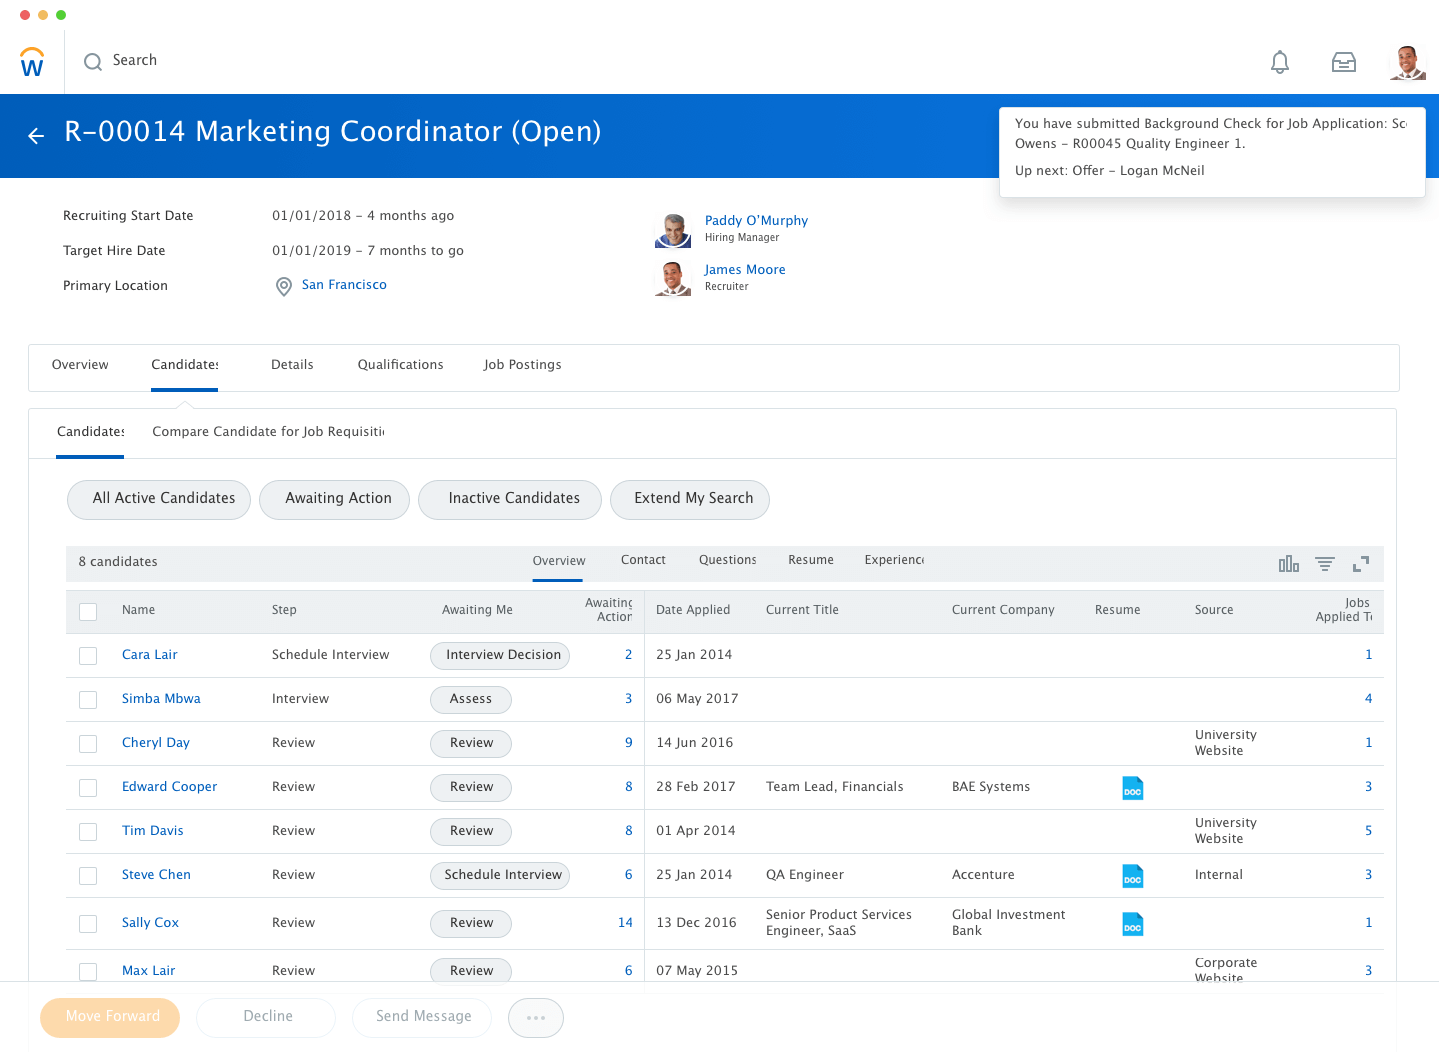 W
Search
R-00014 Marketing Coordinator (Open)
You have submitted Background Check for Job Application:
Owens – R00045 Quality Engineer 1.
Up next: Offer – Logan McNeil
Recruiting Start Date 01/01/2018 – 4 months ago
Target Hire Date 01/01/2019 – 7 months to go
Primary Location San Francisco
Paddy O’Murphy
Hiring Manager
James Moore
Recruiter
Overview Candidates Details Qualifications Job Postings
Candidates Compare Candidate for Job Requisiti
All Active Candidates Awaiting Action Inactive Candidates Extend My Search
8 candidates Overview Contact Questions Resume Experience
Name Step Awaiting Me Awaiting Action Date Applied Current Title Current Company Resume Source Jobs Applied To
Cara Lair Schedule Interview Interview Decision 2 25 Jan 2014 1
Simba Mbwa Interview Assess 3 06 May 2017 4
Cheryl Day Review Review 9 14 Jun 2016 University Website 1
Edward Cooper Review Review 8 28 Feb 2017 Team Lead, Financials BAE Systems DOC 3
Tim Davis Review Review 8 01 Apr 2014 University Website 5
Steve Chen Review Schedule Interview 6 25 Jan 2014 QA Engineer Accenture DOC Internal 3
Sally Cox Review Review 14 13 Dec 2016 Senior Product Services Engineer, SaaS Global Investment Bank DOC 1
Max Lair Review Review 6 07 May 2015 Corporate Website 3
Move Forward Decline Send Message